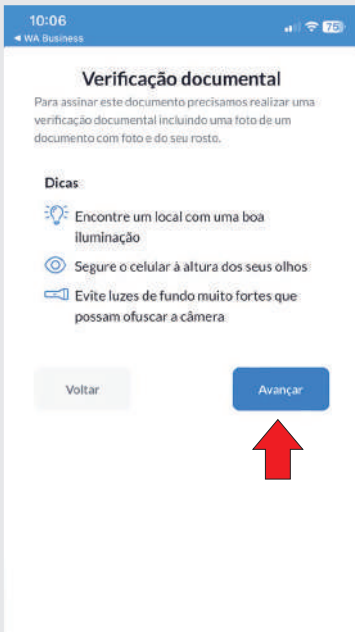 10:06
75
◄ WA Business
Verificação documental
Para assinar este documento precisamos realizar uma
verificação documental incluindo uma foto de um
documento com foto e do seu rosto.
Dicas
Encontre um local com uma boa
iluminação
Segure o celular à altura dos seus olhos
Evite luzes de fundo muito fortes que
possam ofuscar a câmera
Voltar
Avançar